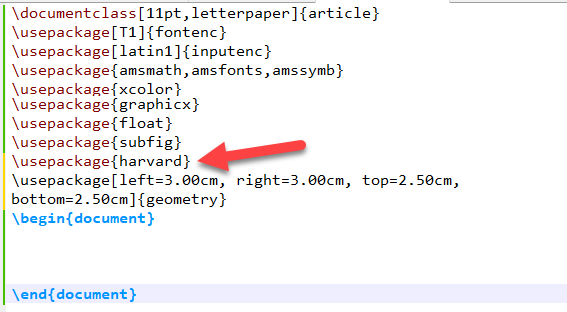 \documentclass[11pt,letterpaper]{article}
\usepackage[T1]{fontenc}
\usepackage[latin1]{inputenc}
\usepackage{amsmath,amsfonts,amssymb}
\usepackage{xcolor}
\usepackage{graphicx}
\usepackage{float}
\usepackage{subfig}
\usepackage{harvard}
\usepackage[left=3.00cm, right=3.00cm, top=2.50cm,
bottom=2.50cm]{geometry}
\begin{document}
\end{document}